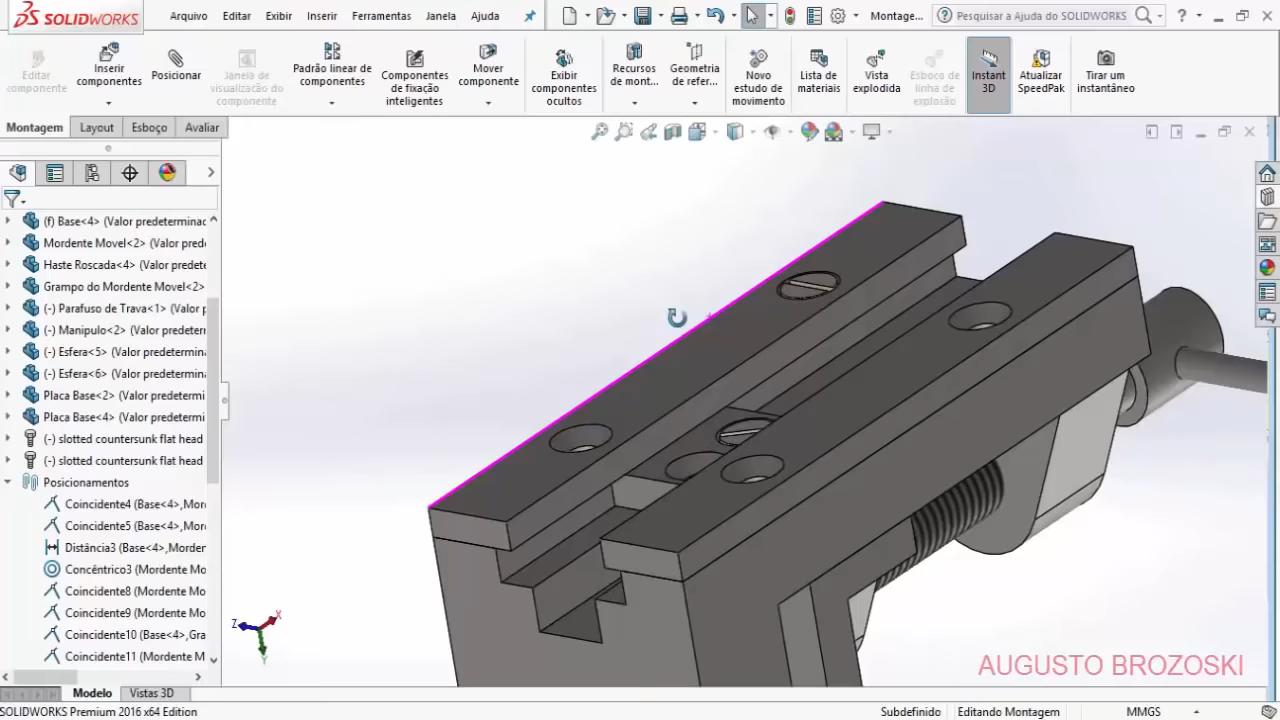 SOLIDWORKS
Arquivo
Editar
Exibir
Inserir
Ferramentas
Janela
Ajuda
Montage...
Pesquisar a Ajuda do SOLIDWORKS
?
Editar
componente
Inserir
componentes
Posicionar
Janela de
visualização do
componente
Padrão linear de
componentes
Componentes
de fixação
inteligentes
Mover
componente
Exibir
componentes
ocultos
Recursos
de mont...
Geometria
de refer...
Novo
estudo de
movimento
Lista de
materiais
Vista
explodida
Esboço de
linha de
explosão
Instant
3D
Atualizar
SpeedPak
Tirar um
instantâneo
Montagem
Layout
Esboço
Avaliar
(f) Base<4> (Valor predeterminad
Mordente Movel<2> (Valor prede
Haste Roscada<4> (Valor predete
Grampo do Mordente Movel<2>
(-) Parafuso de Trava<1> (Valor p
(-) Manipulo<2> (Valor predeterr
(-) Esfera<5> (Valor predetermina
(-) Esfera<6> (Valor predetermina
Placa Base<2> (Valor predetermi
Placa Base<4> (Valor predetermi
(-) slotted countersunk flat head
(-) slotted countersunk flat head
Posicionamentos
Coincidente4 (Base<4>,Mor
Coincidente5 (Base<4>,Mor
Distância3 (Base<4>,Morden
Concêntrico3 (Mordente Mo
Coincidente8 (Mordente Mo
Coincidente9 (Mordente Mo
Coincidente10 (Base<4>,Gra
Coincidente11 (Mordente M
Z
X
Y
AUGUSTO BROZOSKI
Modelo
Vistas 3D
SOLIDWORKS Premium 2016 x64 Edition
Subdefinido
Editando Montagem
MMGS